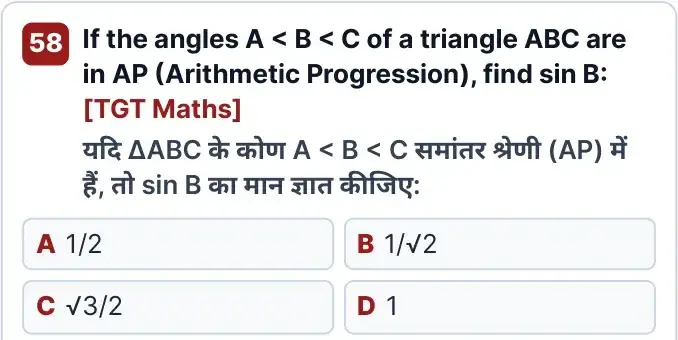 58 If the angles A < B < C of a triangle ABC are
in AP (Arithmetic Progression), find sin B:
[TGT Maths]
यदि ΔABC के कोण A < B < C समांतर श्रेणी (AP) में
हैं, तो sin B का मान ज्ञात कीजिए:
A 1/2
B 1/√2
C √3/2
D 1